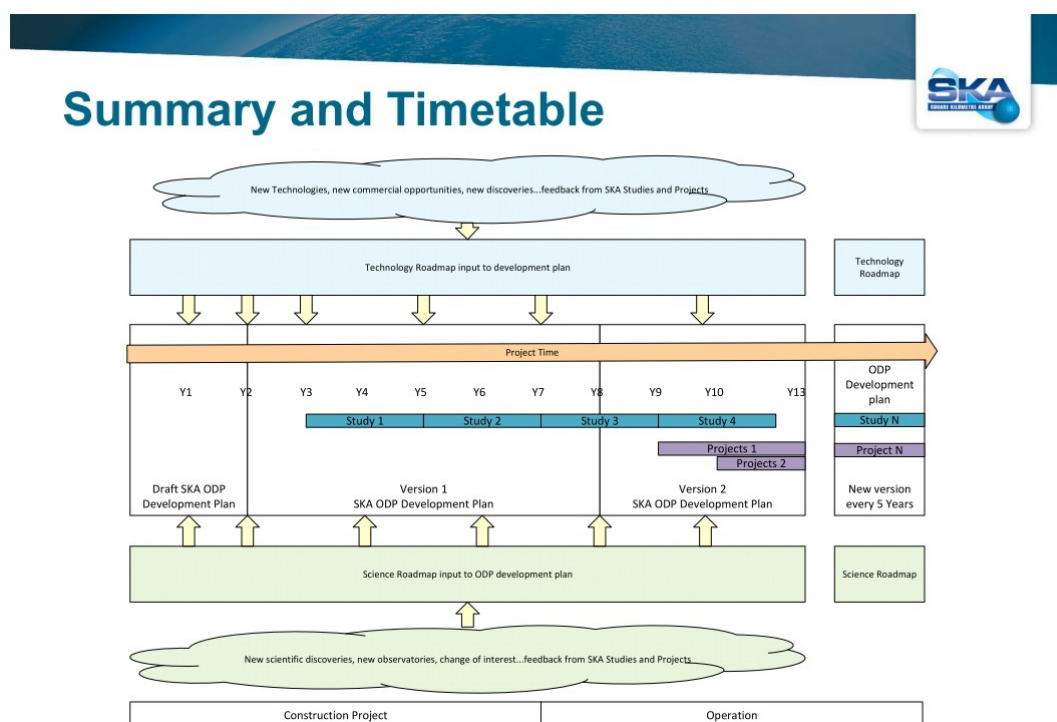 Summary and Timetable
SKA
SQUARE KILOMETRE ARRAY
New Technologies, new commercial opportunities, new discoveries...feedback from SKA Studies and Projects
Technology Roadmap input to development plan
Technology
Roadmap
Project Time
Y1 Y2 Y3 Y4 Y5 Y6 Y7 Y8 Y9 Y10 Y13
ODP
Development
plan
Study 1 Study 2 Study 3 Study 4 Study N
Projects 1 Project N
Projects 2
Draft SKA ODP
Development Plan
Version 1
SKA ODP Development Plan
Version 2
SKA ODP Development Plan
New version
every 5 Years
Science Roadmap input to ODP development plan
Science Roadmap
New scientific discoveries, new observatories, change of interest...feedback from SKA Studies and Projects
Construction Project Operation